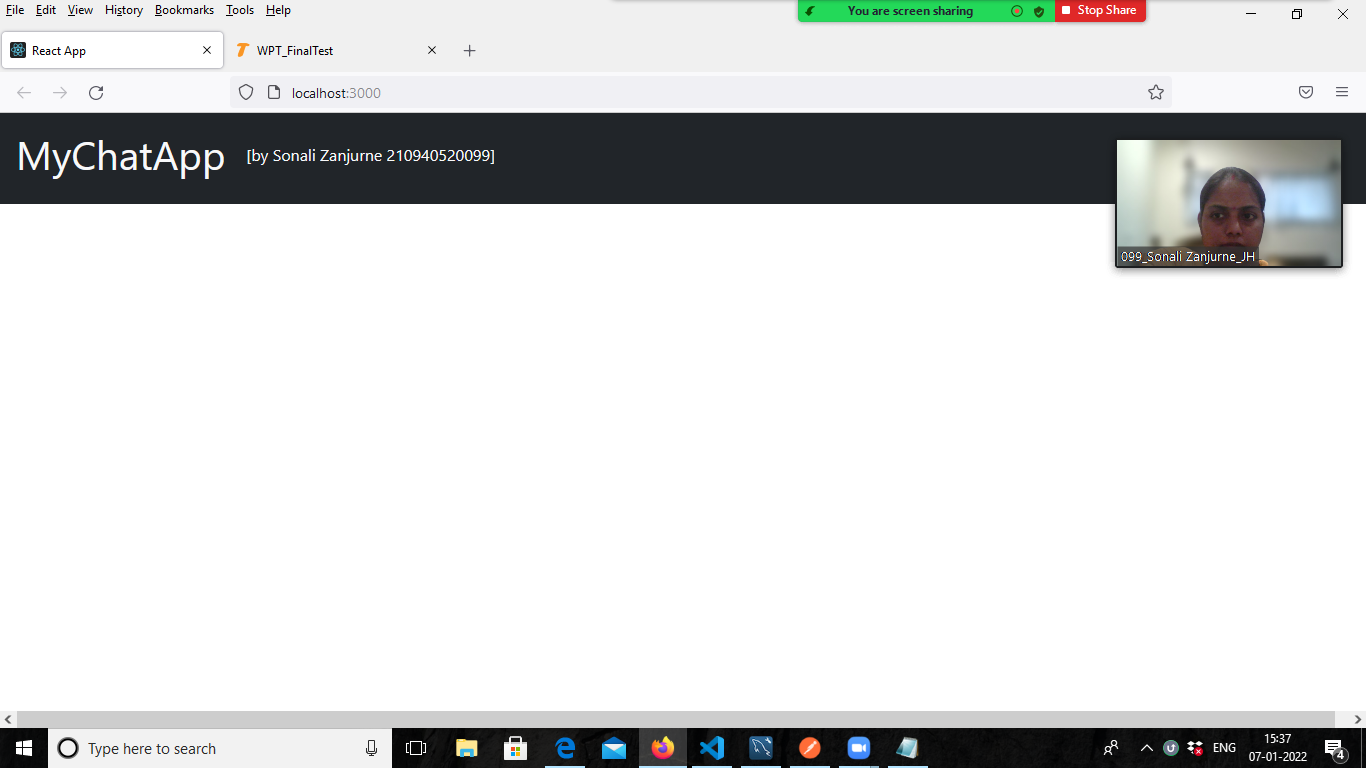 File Edit View History Bookmarks Tools Help
You are screen sharing Stop Share
React App WPT_FinalTest
localhost:3000
MyChatApp [by Sonali Zanjurne 210940520099]
099_Sonali Zanjurne_JH
Type here to search
ENG
15:37
07-01-2022
4